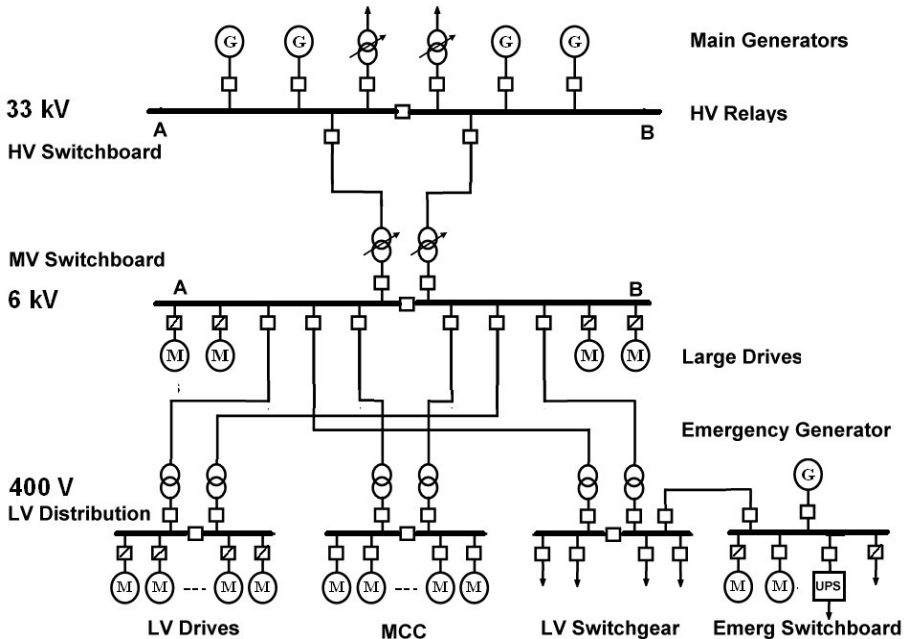 G G G G Main Generators
33 kV HV Relays
A B
HV Switchboard
MV Switchboard
A B
6 kV
M M M M Large Drives
Emergency Generator
G
400 V
LV Distribution
M M --- M M M M --- M M M M UPS
LV Drives MCC LV Switchgear Emerg Switchboard